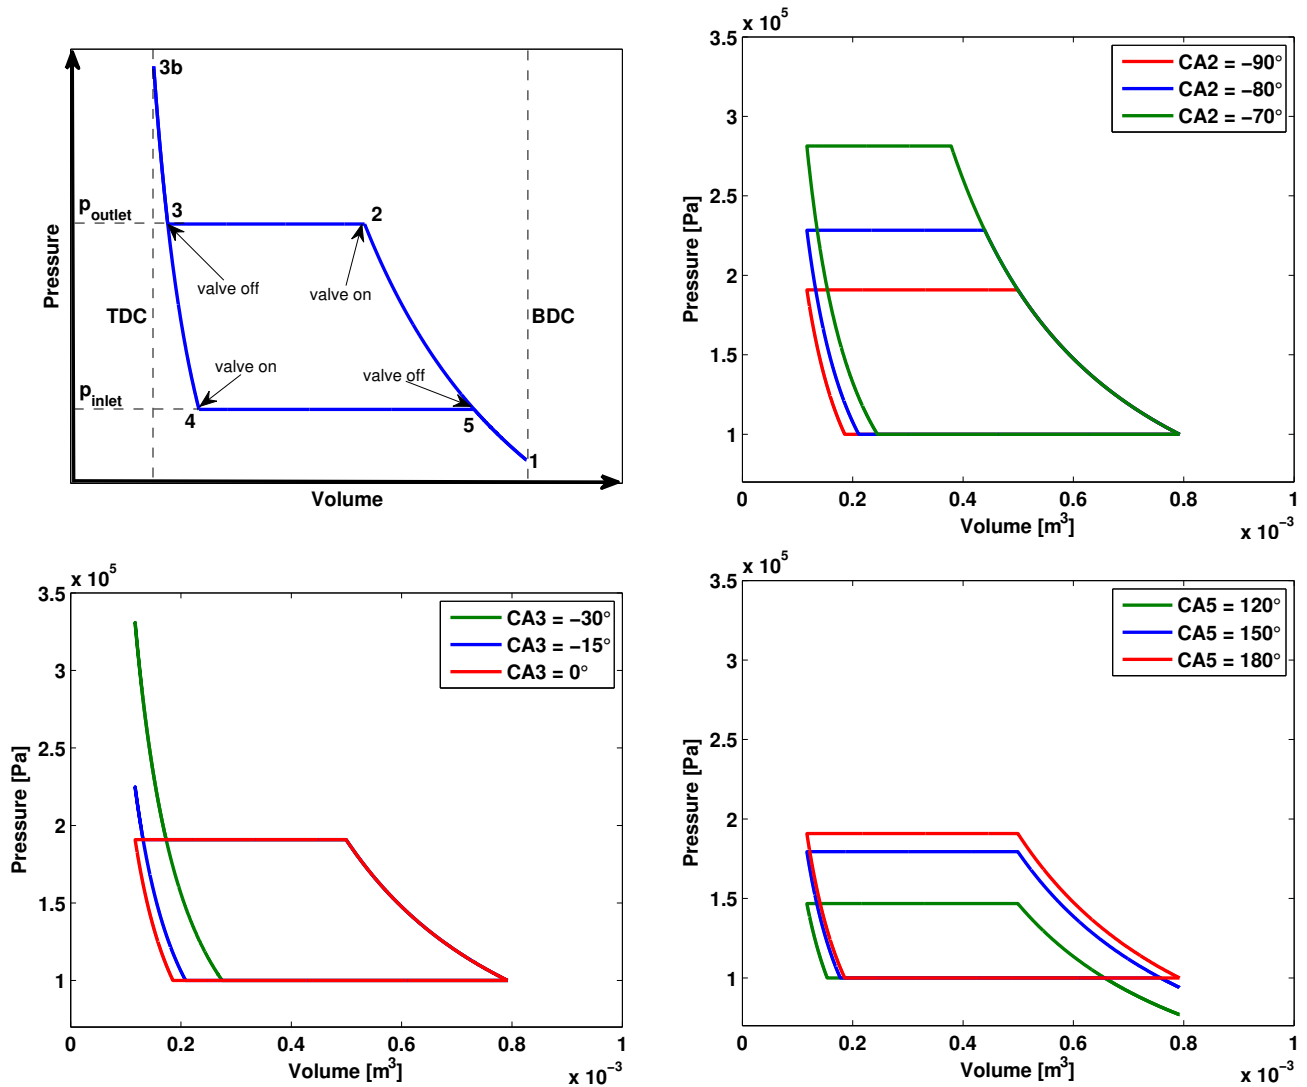 3b
p_outlet
3
2
valve off
valve on
Pressure
TDC
BDC
valve on
valve off
p_inlet
4
5
1
Volume
x 10^5
3.5
3
2.5
2
1.5
1
Pressure [Pa]
CA2 = −90°
CA2 = −80°
CA2 = −70°
0 0.2 0.4 0.6 0.8 1
Volume [m^3]
x 10^−3
x 10^5
3.5
3
2.5
2
1.5
1
Pressure [Pa]
CA3 = −30°
CA3 = −15°
CA3 = 0°
0 0.2 0.4 0.6 0.8 1
Volume [m^3]
x 10^−3
x 10^5
3.5
3
2.5
2
1.5
1
Pressure [Pa]
CA5 = 120°
CA5 = 150°
CA5 = 180°
0 0.2 0.4 0.6 0.8 1
Volume [m^3]
x 10^−3